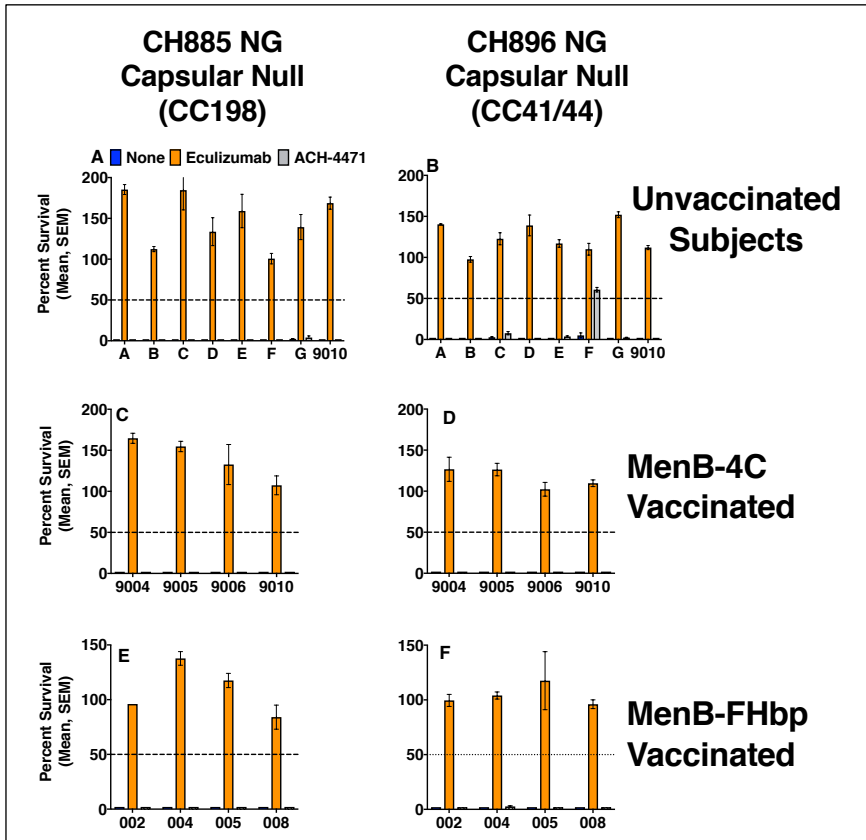 CH885 NG
Capsular Null
(CC198)
CH896 NG
Capsular Null
(CC41/44)
A None Eculizumab ACH-4471
Percent Survival
(Mean, SEM)
200
150
100
50
0
A B C D E F G 9010
B
200
150
100
50
0
A B C D E F G 9010
Unvaccinated
Subjects
C
Percent Survival
(Mean, SEM)
200
150
100
50
0
9004 9005 9006 9010
D
200
150
100
50
0
9004 9005 9006 9010
MenB-4C
Vaccinated
E
Percent Survival
(Mean, SEM)
150
100
50
0
002 004 005 008
F
150
100
50
0
002 004 005 008
MenB-FHbp
Vaccinated